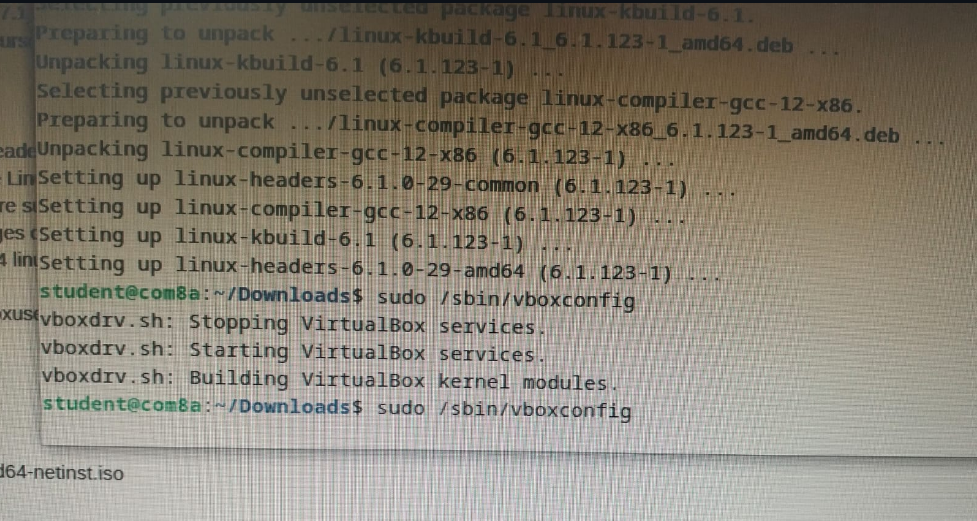 Selecting previously unselected package linux-kbuild-6.1.
Preparing to unpack .../linux-kbuild-6.1_6.1.123-1_amd64.deb ...
Unpacking linux-kbuild-6.1 (6.1.123-1) ...
Selecting previously unselected package linux-compiler-gcc-12-x86.
Preparing to unpack .../linux-compiler-gcc-12-x86_6.1.123-1_amd64.deb ...
Unpacking linux-compiler-gcc-12-x86 (6.1.123-1) ...
Setting up linux-headers-6.1.0-29-common (6.1.123-1) ...
Setting up linux-compiler-gcc-12-x86 (6.1.123-1) ...
Setting up linux-kbuild-6.1 (6.1.123-1) ...
Setting up linux-headers-6.1.0-29-amd64 (6.1.123-1) ...
student@com8a:~/Downloads$ sudo /sbin/vboxconfig
vboxdrv.sh: Stopping VirtualBox services.
vboxdrv.sh: Starting VirtualBox services.
vboxdrv.sh: Building VirtualBox kernel modules.
student@com8a:~/Downloads$ sudo /sbin/vboxconfig
d64-netinst.iso